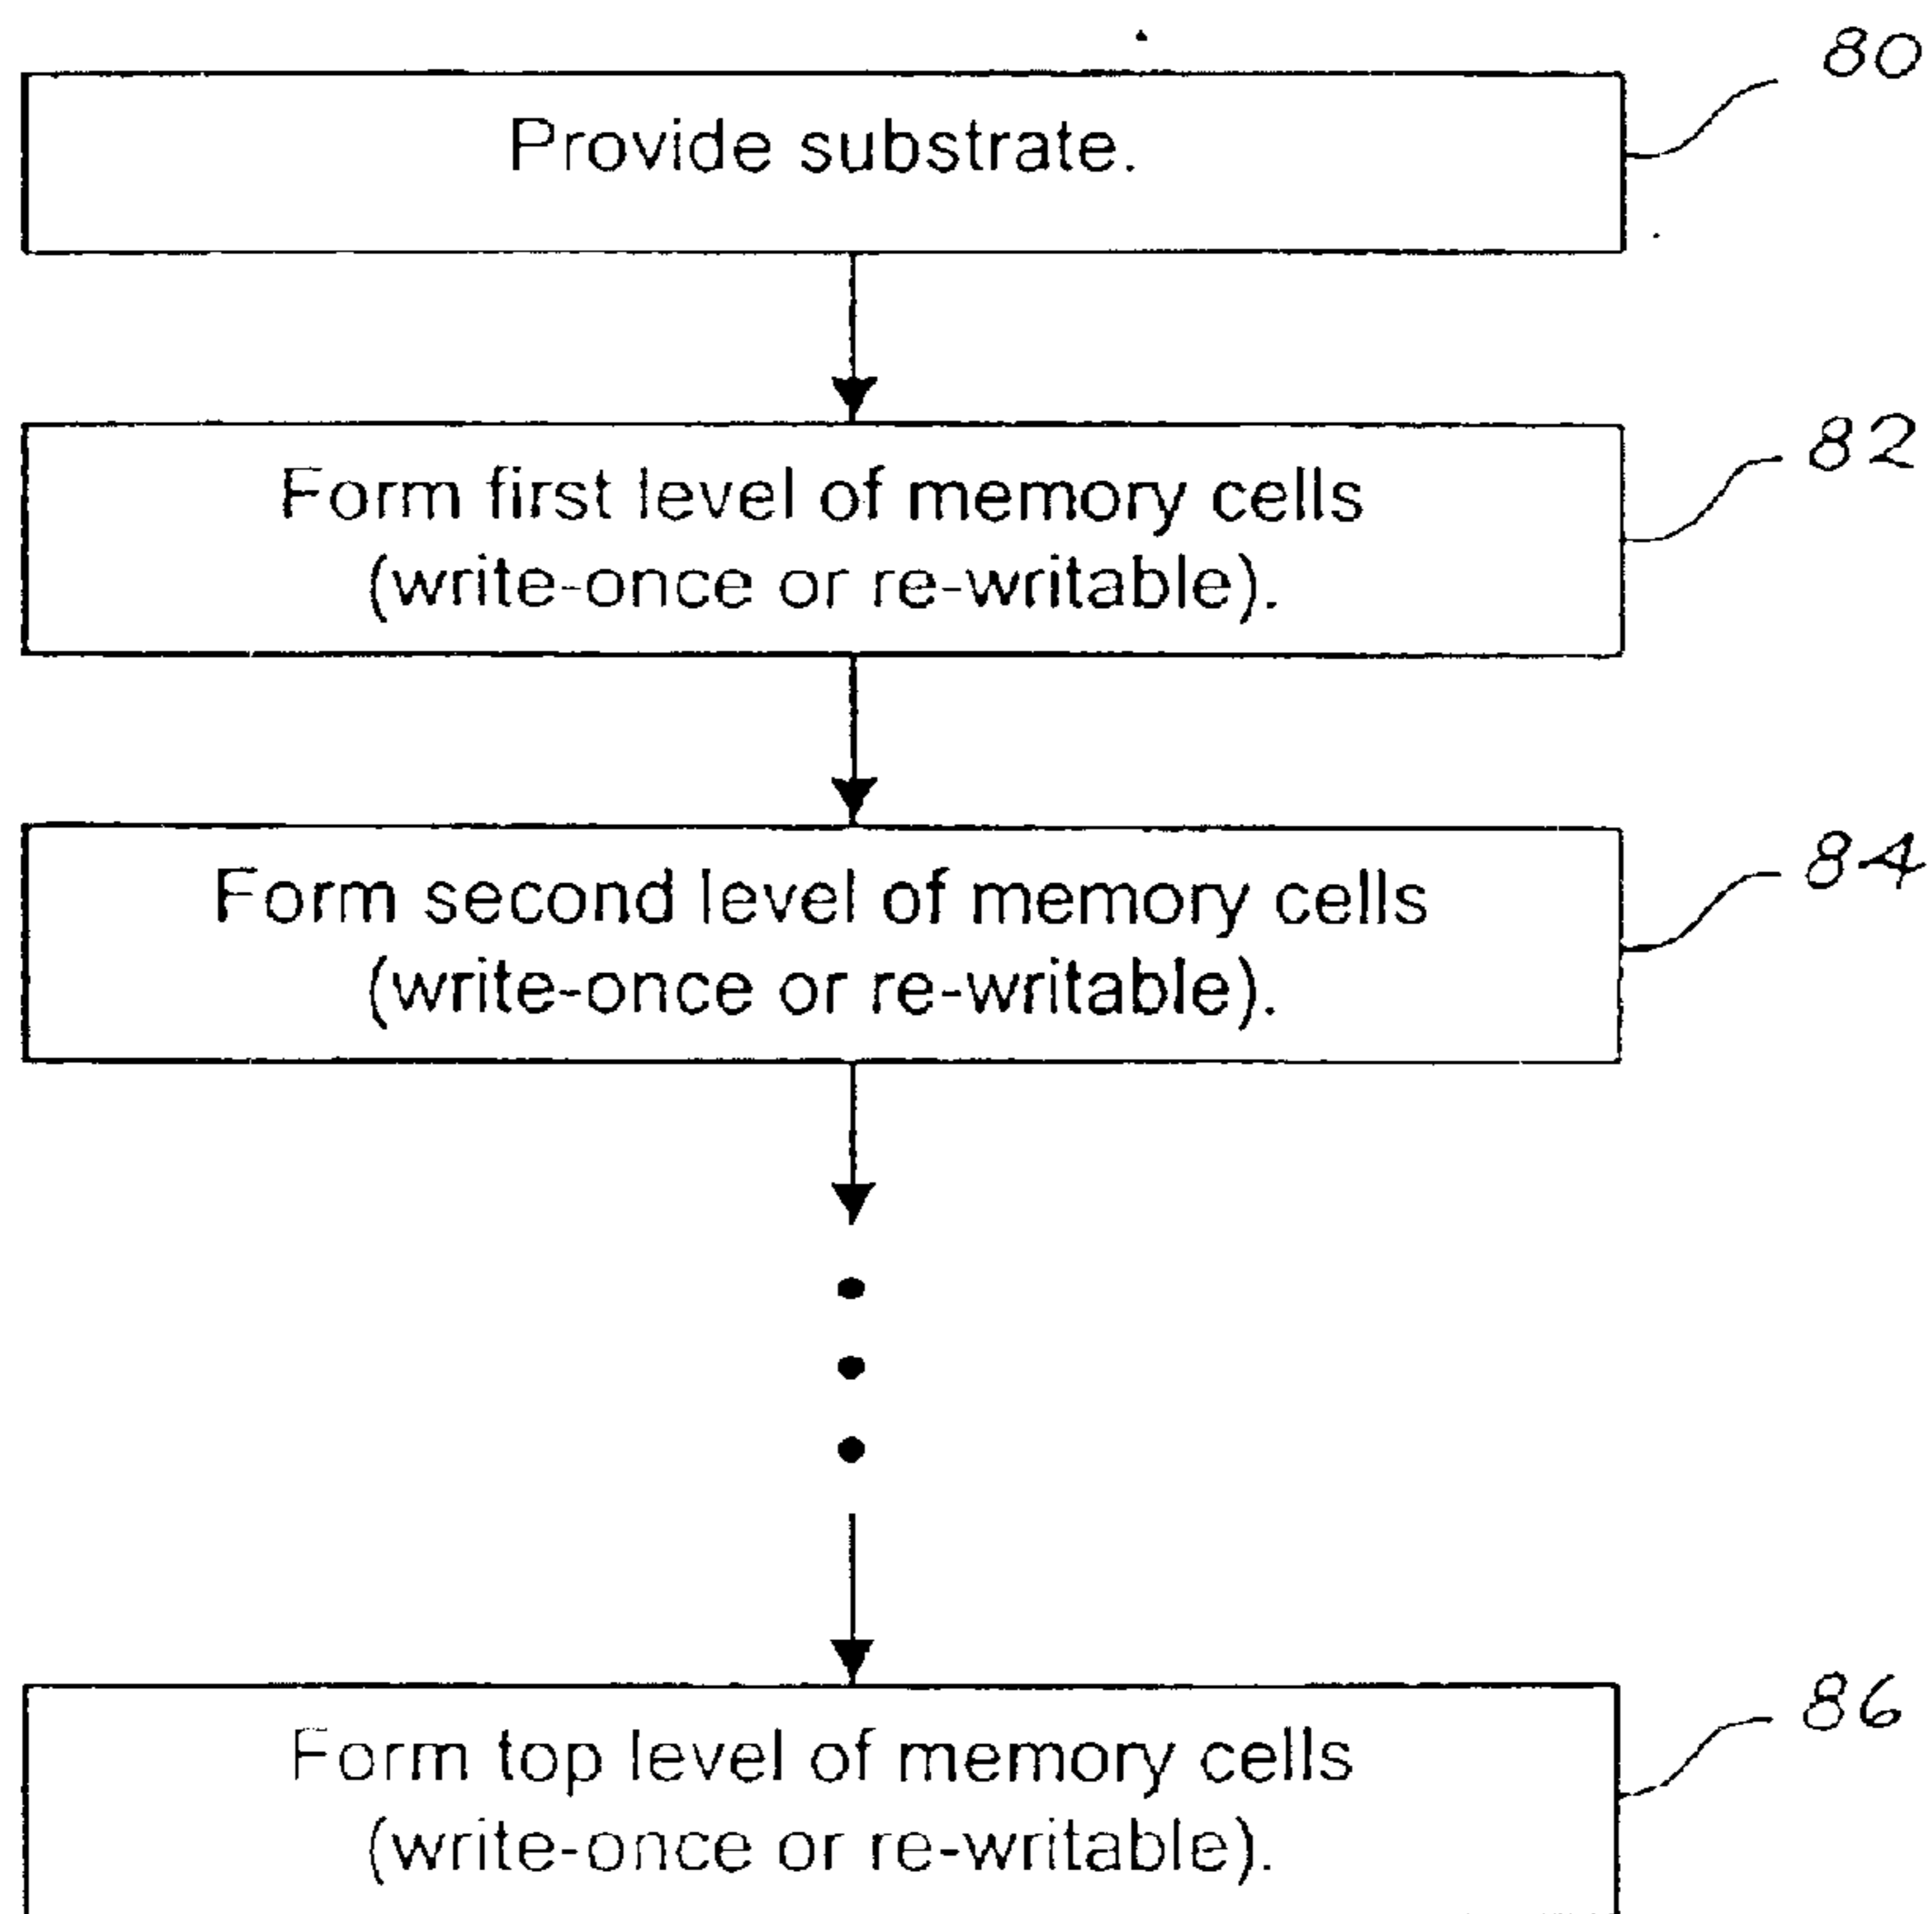 80
Provide substrate.
82
Form first level of memory cells
(write-once or re-writable).
84
Form second level of memory cells
(write-once or re-writable).
86
Form top level of memory cells
(write-once or re-writable).